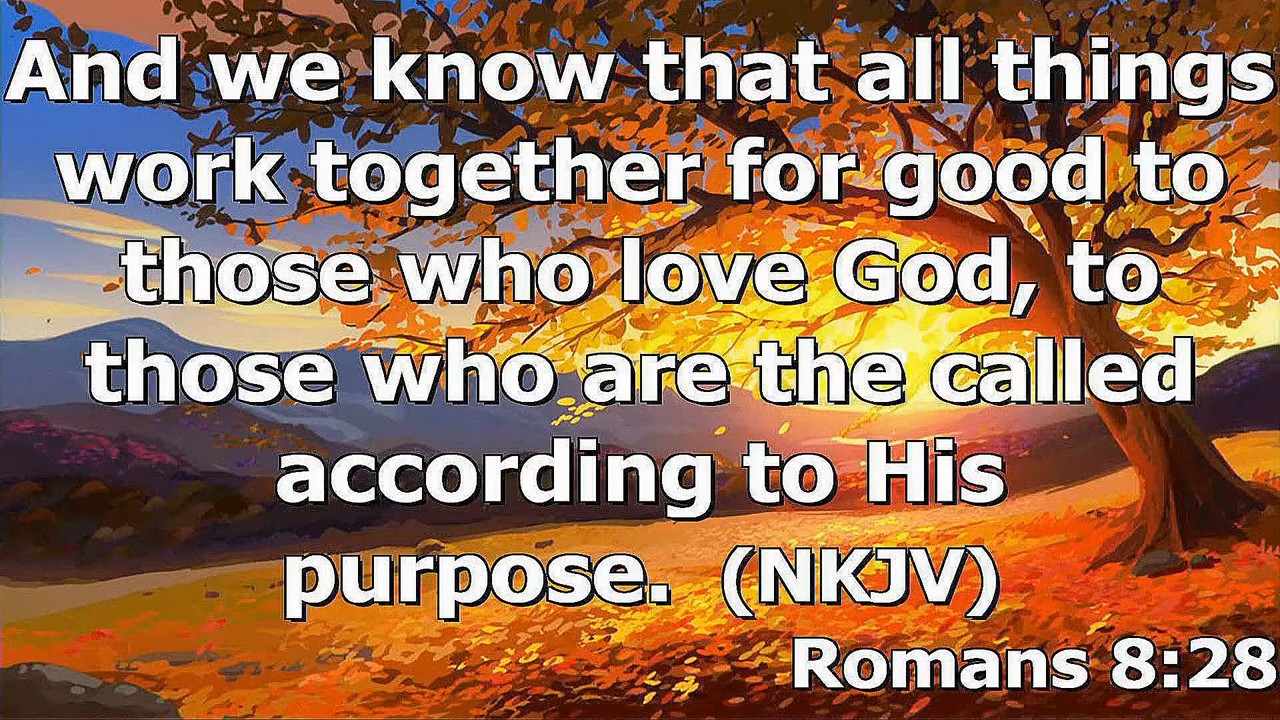 And we know that all things
work together for good to
those who love God, to
those who are the called
according to His
purpose.  (NKJV)
Romans 8:28